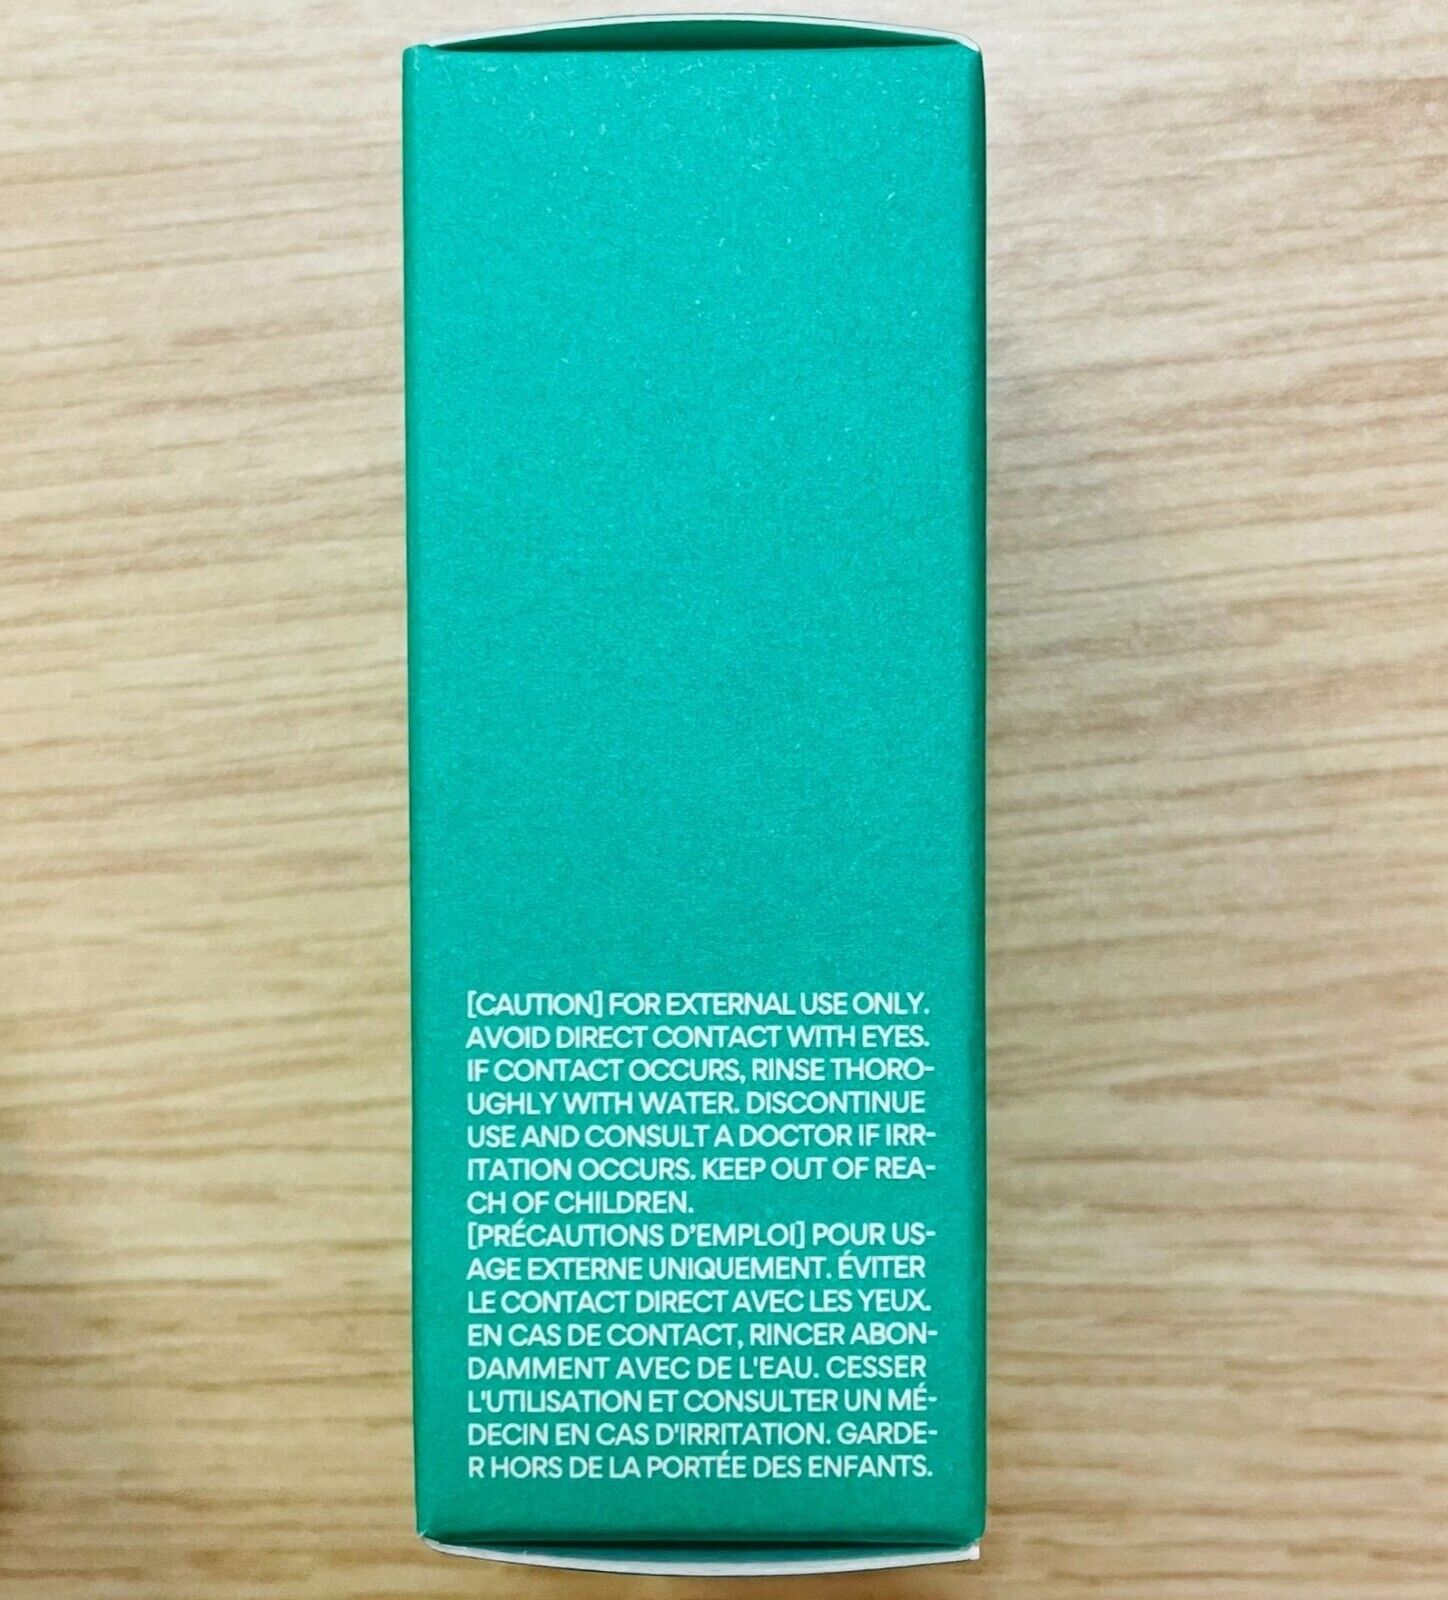 [CAUTION] FOR EXTERNAL USE ONLY.
AVOID DIRECT CONTACT WITH EYES.
IF CONTACT OCCURS, RINSE THORO-
UGHLY WITH WATER. DISCONTINUE
USE AND CONSULT A DOCTOR IF IRR-
ITATION OCCURS. KEEP OUT OF REA-
CH OF CHILDREN.
[PRÉCAUTIONS D'EMPLOI] POUR US-
AGE EXTERNE UNIQUEMENT. ÉVITER
LE CONTACT DIRECT AVEC LES YEUX.
EN CAS DE CONTACT, RINCER ABON-
DAMMENT AVEC DE L'EAU. CESSER
L'UTILISATION ET CONSULTER UN MÉ-
DECIN EN CAS D'IRRITATION. GARDE-
R HORS DE LA PORTÉE DES ENFANTS.